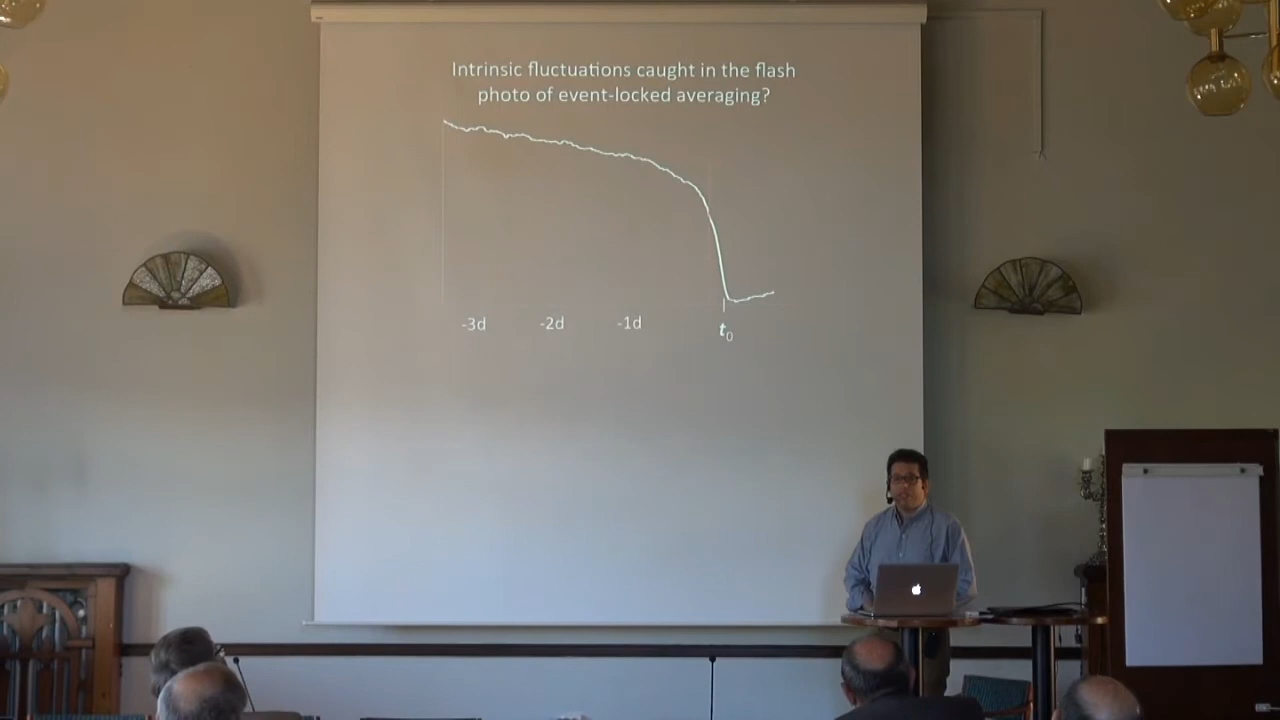 Intrinsic fluctuations caught in the flash
photo of event-locked averaging?
-3d -2d -1d t0